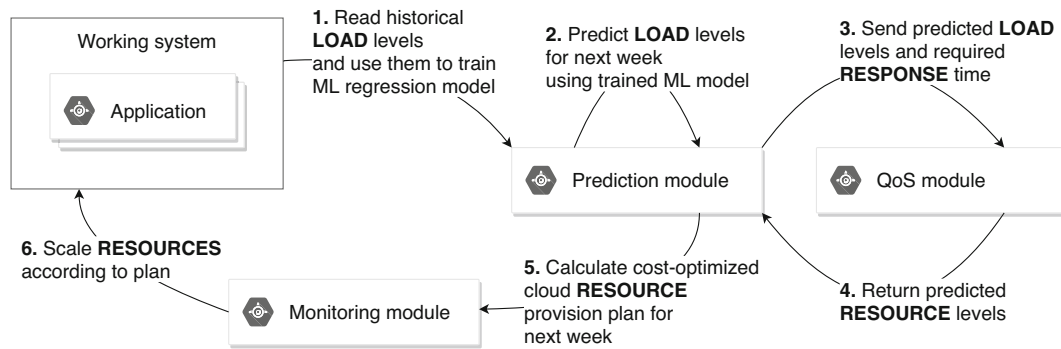 Working system
Application
1. Read historical
LOAD levels
and use them to train
ML regression model
2. Predict LOAD levels
for next week
using trained ML model
3. Send predicted LOAD
levels and required
RESPONSE time
Prediction module
QoS module
4. Return predicted
RESOURCE levels
5. Calculate cost-optimized
cloud RESOURCE
provision plan for
next week
Monitoring module
6. Scale RESOURCES
according to plan